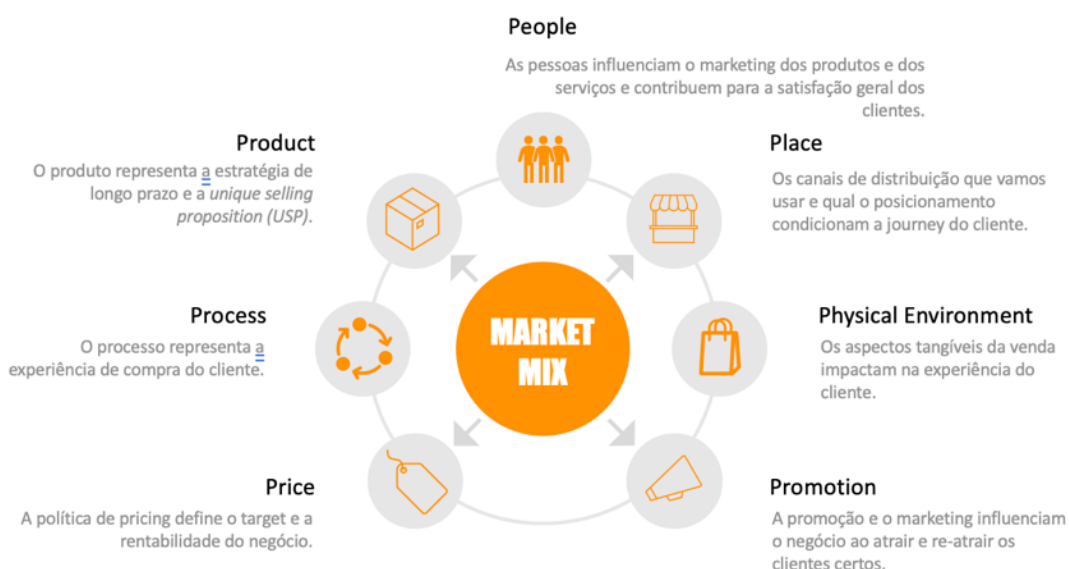 People
As pessoas influenciam o marketing dos produtos e dos
serviços e contribuem para a satisfação geral dos
clientes.
Product
O produto representa a estratégia de
longo prazo e a unique selling
proposition (USP).
Place
Os canais de distribuição que vamos
usar e qual o posicionamento
condicionam a journey do cliente.
MARKET
MIX
Process
O processo representa a
experiência de compra do cliente.
Physical Environment
Os aspectos tangíveis da venda
impactam na experiência do
cliente.
Price
A política de pricing define o target e a
rentabilidade do negócio.
Promotion
A promoção e o marketing influenciam
o negócio ao atrair e re-atrair os
clientes certos.